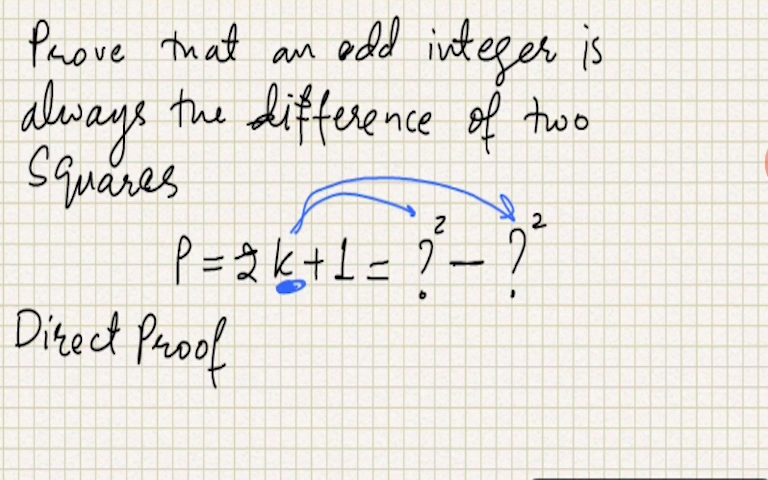 Prove that an odd integer is
always the difference of two
Squares
P = 2k + 1 = ?² - ?²
Direct Proof